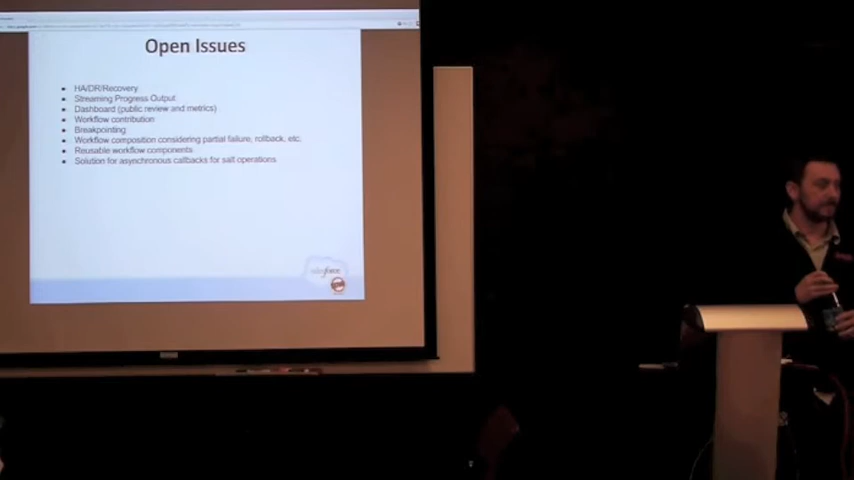 Open Issues
HA/DR/Recovery
Streaming Progress Output
Dashboard (public review and metrics)
Workflow contribution
Breakpointing
Workflow composition considering partial failure, rollback, etc.
Reusable workflow components
Solution for asynchronous callbacks for salt operations
salesforce